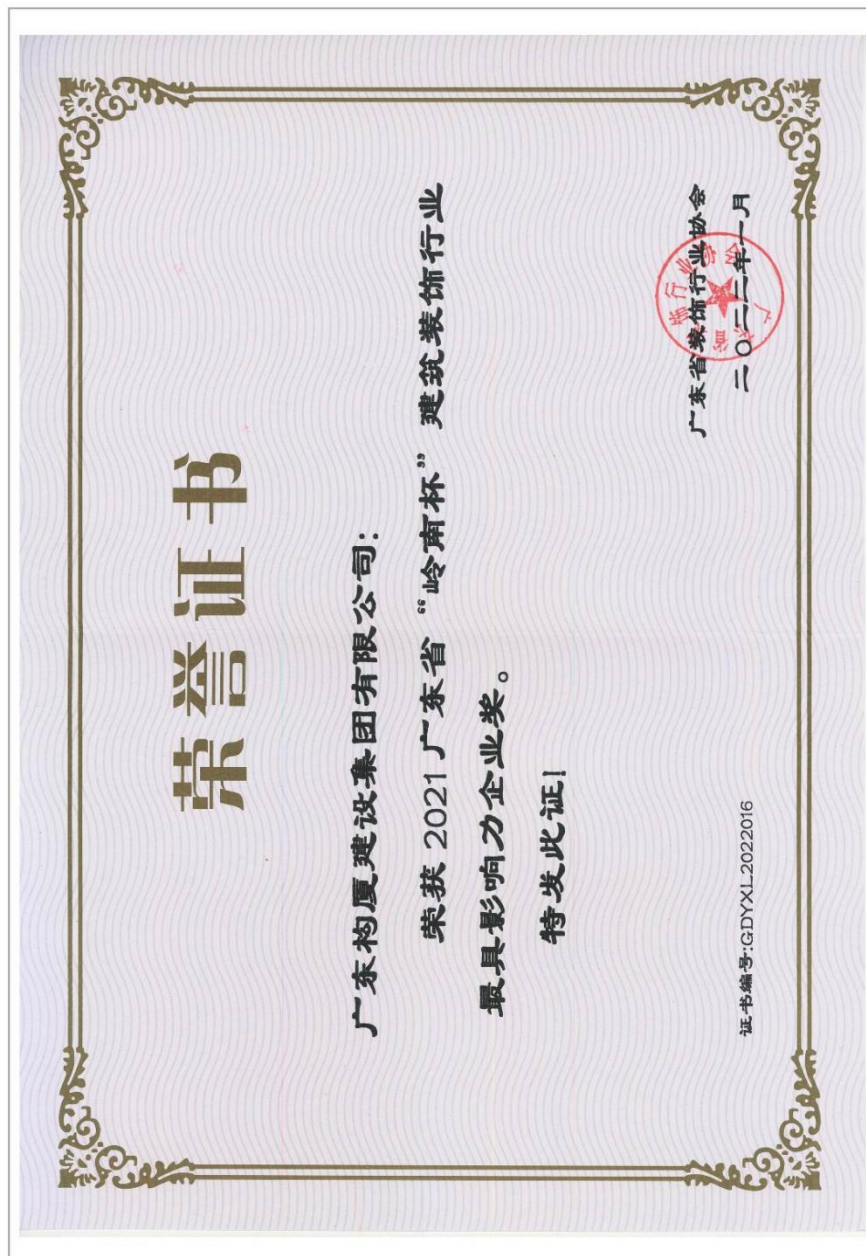 荣誉证书
广东构厦建设集团有限公司：
荣获 2021 广东省“岭南杯”建筑装饰行业
最具影响力企业奖。
特发此证！
证书编号:GDYXL2022016
广东省装饰行业协会
二〇二二年一月